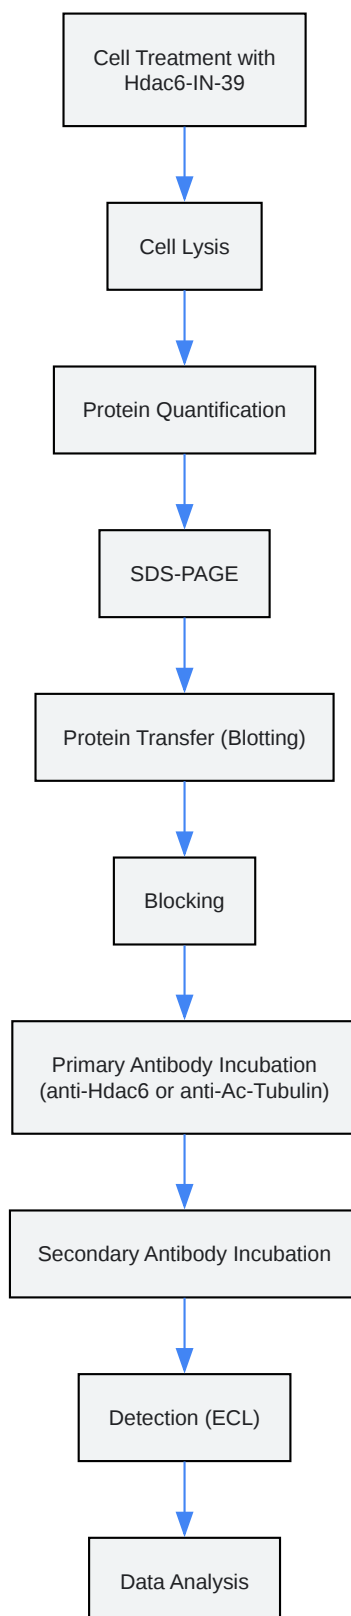 Cell Treatment with
Hdac6-IN-39
Cell Lysis
Protein Quantification
SDS-PAGE
Protein Transfer (Blotting)
Blocking
Primary Antibody Incubation
(anti-Hdac6 or anti-Ac-Tubulin)
Secondary Antibody Incubation
Detection (ECL)
Data Analysis